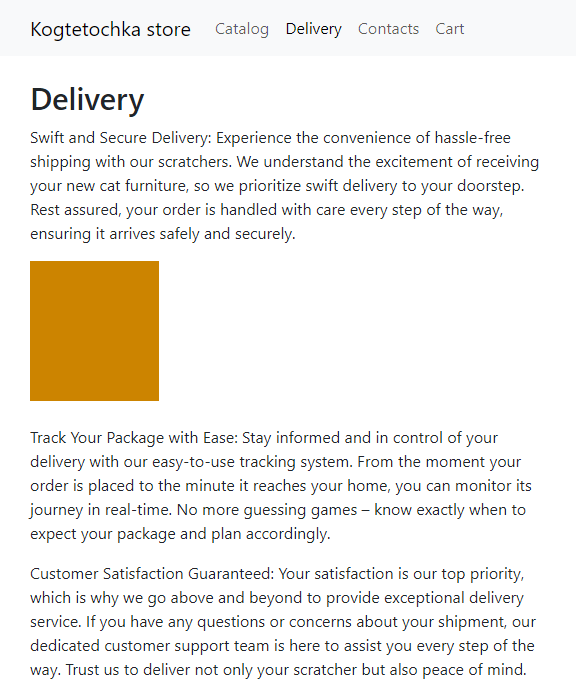 Kogtetochka store Catalog Delivery Contacts Cart
Delivery
Swift and Secure Delivery: Experience the convenience of hassle-free
shipping with our scratchers. We understand the excitement of receiving
your new cat furniture, so we prioritize swift delivery to your doorstep.
Rest assured, your order is handled with care every step of the way,
ensuring it arrives safely and securely.
Track Your Package with Ease: Stay informed and in control of your
delivery with our easy-to-use tracking system. From the moment your
order is placed to the minute it reaches your home, you can monitor its
journey in real-time. No more guessing games – know exactly when to
expect your package and plan accordingly.
Customer Satisfaction Guaranteed: Your satisfaction is our top priority,
which is why we go above and beyond to provide exceptional delivery
service. If you have any questions or concerns about your shipment, our
dedicated customer support team is here to assist you every step of the
way. Trust us to deliver not only your scratcher but also peace of mind.